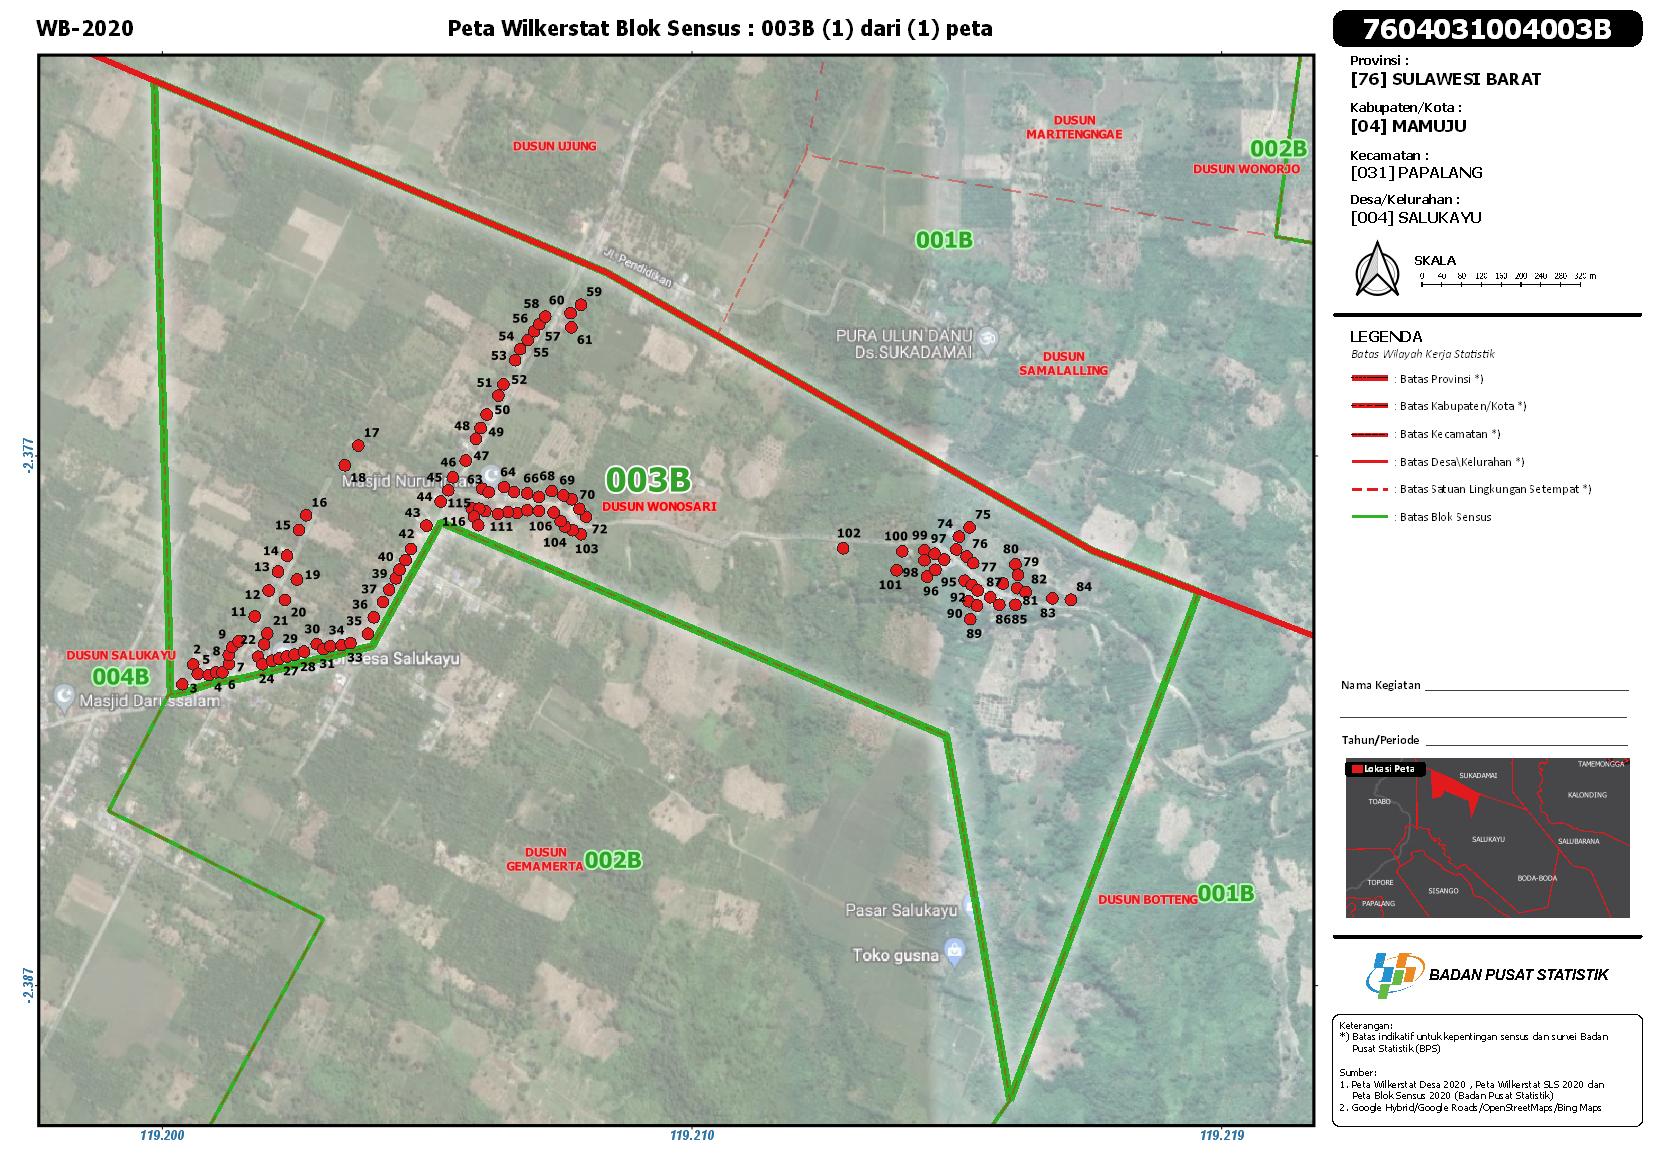 WB-2020
Peta Wilkerstat Blok Sensus : 003B (1) dari (1) peta
7604031004003B
Provinsi :
[76] SULAWESI BARAT
Kabupaten/Kota :
[04] MAMUJU
Kecamatan :
[031] PAPALANG
Desa/Kelurahan :
[004] SALUKAYU
SKALA
0 40 80 120 160 200 240 280 320 m
LEGENDA
Batas Wilayah Kerja Statistik
: Batas Provinsi *)
: Batas Kabupaten/Kota *)
: Batas Kecamatan *)
: Batas Desa\Kelurahan *)
: Batas Satuan Lingkungan Setempat *)
: Batas Blok Sensus
Nama Kegiatan
Tahun/Periode
Lokasi Peta
SUKADAMAI
TAMEMONGGA
TOABO
KALONDING
SALUKAYU
SALUBARANA
TOPORE
SISANGO
BODA-BODA
PAPALANG
BADAN PUSAT STATISTIK
Keterangan:
*) Batas indikatif untuk kepentingan sensus dan survei Badan
Pusat Statistik (BPS)
Sumber:
1. Peta Wilkerstat Desa 2020 , Peta Wilkerstat SLS 2020 dan
Peta Blok Sensus 2020 (Badan Pusat Statistik)
2. Google Hybrid/Google Roads/OpenStreetMaps/Bing Maps
DUSUN UJUNG
DUSUN
MARITENGNGAE
002B
DUSUN WONORJO
001B
Jl. Pendidikan
PURA ULUN DANU
Ds.SUKADAMAI
DUSUN
SAMALALLING
59
58
60
56
57
61
54
55
53
51
52
50
48
49
17
18
47
46
45
63
64
66
68
69
70
72
003B
DUSUN WONOSARI
44
115
116
111
106
104
103
43
42
40
39
37
36
35
16
15
14
13
19
12
20
11
21
9
22
8
2
5
7
3
4
6
24
27
28
29
30
31
33
34
102
100
99
97
74
75
76
77
80
79
82
81
84
83
101
98
96
95
87
92
90
89
86
85
DUSUN SALUKAYU
004B
DUSUN
GEMAMERTA
002B
Pasar Salukayu
Toko gusna
DUSUN BOTTENG
001B
-2.377
-2.387
119.200
119.210
119.219